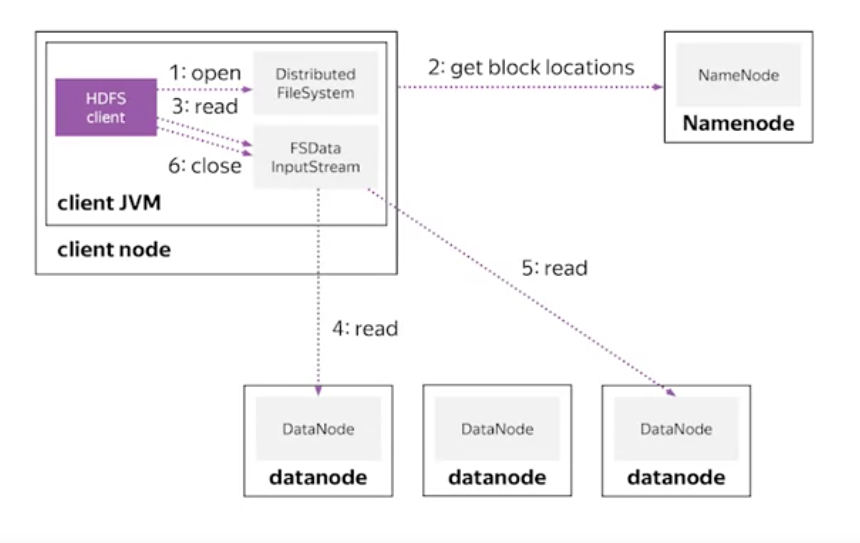 1: open
Distributed
FileSystem
2: get block locations
NameNode
Namenode
HDFS
client
3: read
FSData
InputStream
6: close
client JVM
client node
5: read
4: read
DataNode
datanode
DataNode
datanode
DataNode
datanode